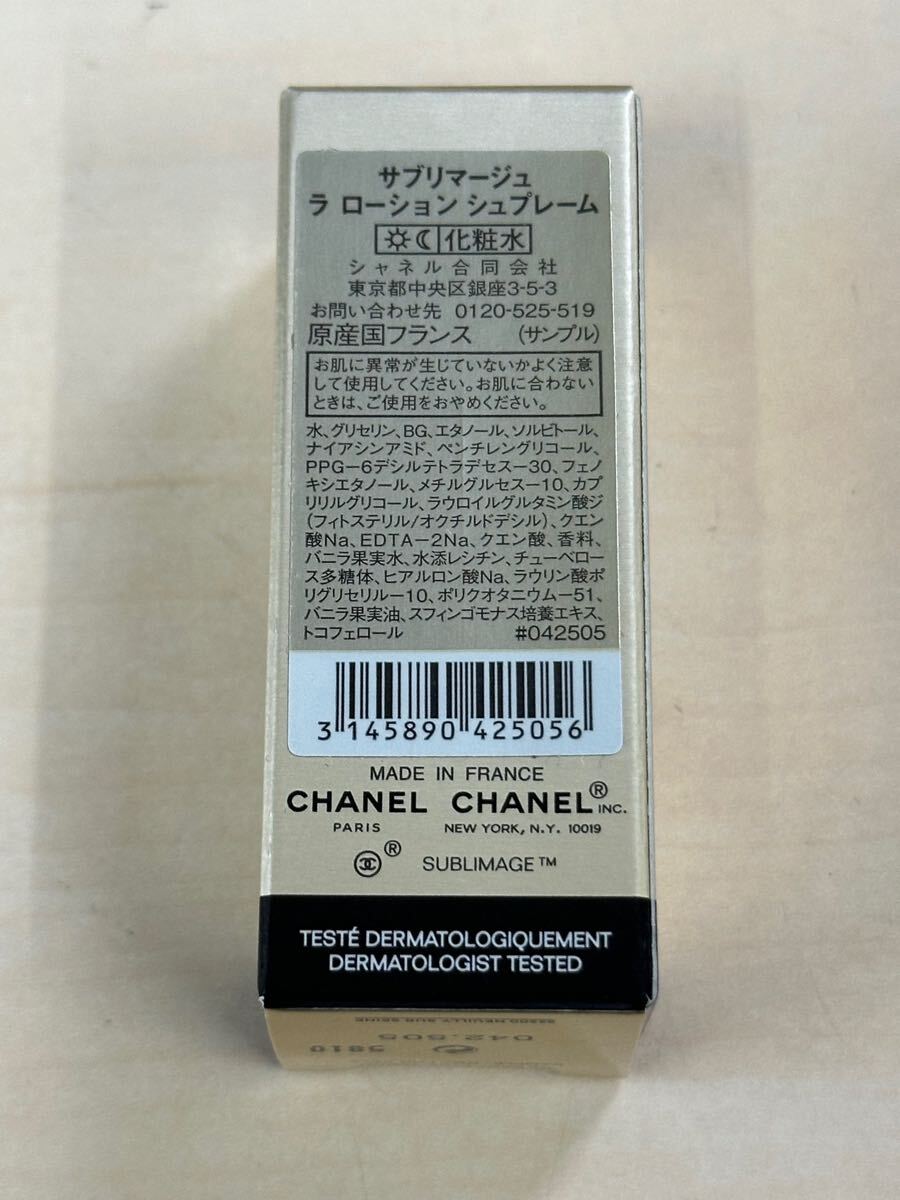 サブリマージュ
ラ ローション シュプレーム
化粧水
シャネル合同会社
東京都中央区銀座3-5-3
お問い合わせ先 0120-525-519
原産国フランス (サンプル)
お肌に異常が生じていないかよく注意
して使用してください。お肌に合わない
ときは、ご使用をおやめください。
水、グリセリン、BG、エタノール、ソルビトール、
ナイアシンアミド、ペンチレングリコール、
PPG−6デシルテトラデセス−30、フェノ
キシエタノール、メチルグルセス−10、カプ
リリルグリコール、ラウロイルグルタミン酸ジ
(フィトステリル/オクチルドデシル)、クエン
酸Na、EDTA−2Na、クエン酸、香料、
バニラ果実水、水添レシチン、チューベロー
ス多糖体、ヒアルロン酸Na、ラウリン酸ポ
リグリセリル−10、ポリクオタニウム−51、
バニラ果実油、スフィンゴモナス培養エキス、
トコフェロール #042505
3 145890 425056
MADE IN FRANCE
CHANEL CHANEL® INC.
PARIS NEW YORK, N.Y. 10019
® SUBLIMAGE™
TESTÉ DERMATOLOGIQUEMENT
DERMATOLOGIST TESTED
NEUILLY SUR SEINE
042.505
5810